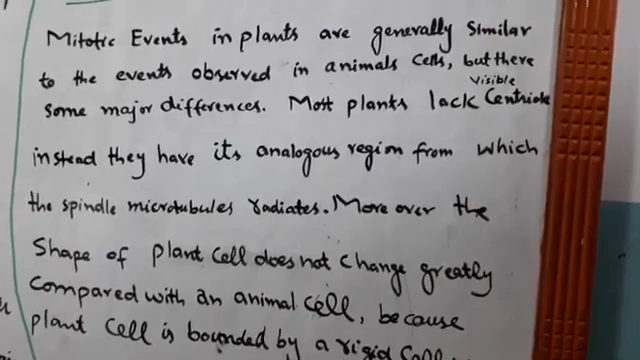 Mitotic Events in plants are generally similar
to the events observed in animals cells, but there
visible
some major differences. Most plants lack Centriole
instead they have its analogous region from which
the spindle microtubules radiates. More over the
Shape of plant cell does not change greatly
Compared with an animal cell, because
plant cell is bounded by a rigid cell